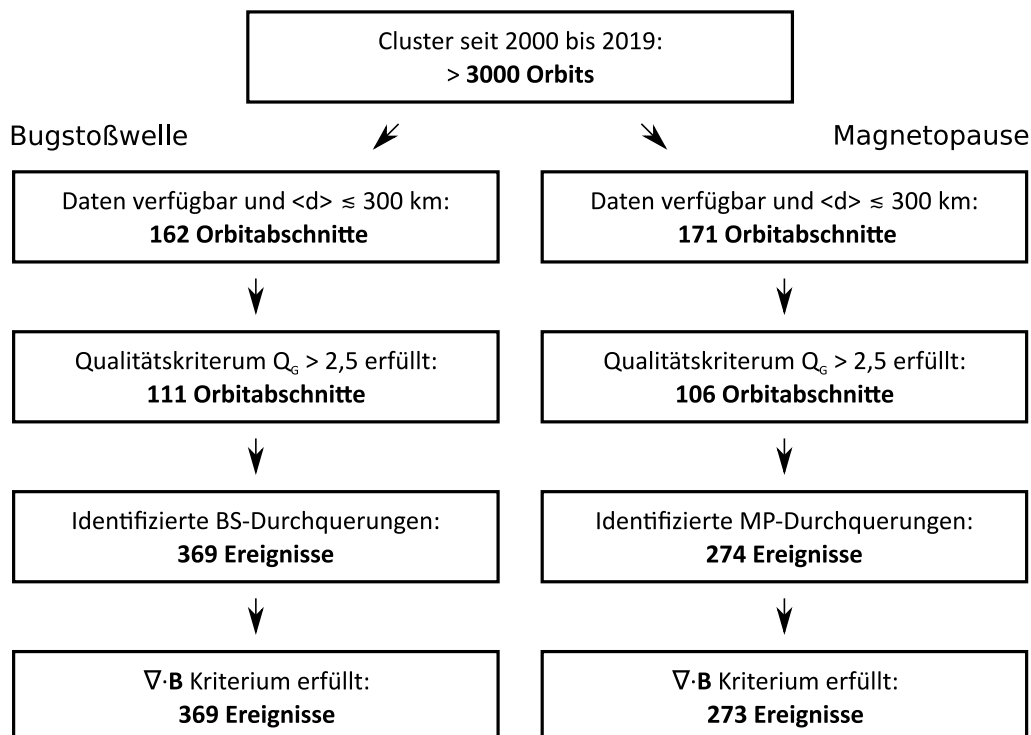 Cluster seit 2000 bis 2019:
> 3000 Orbits
Bugstoßwelle
Magnetopause
Daten verfügbar und <d> ≲ 300 km:
162 Orbitabschnitte
Daten verfügbar und <d> ≲ 300 km:
171 Orbitabschnitte
Qualitätskriterum Q_G > 2,5 erfüllt:
111 Orbitabschnitte
Qualitätskriterum Q_G > 2,5 erfüllt:
106 Orbitabschnitte
Identifizierte BS-Durchquerungen:
369 Ereignisse
Identifizierte MP-Durchquerungen:
274 Ereignisse
∇·B Kriterium erfüllt:
369 Ereignisse
∇·B Kriterium erfüllt:
273 Ereignisse